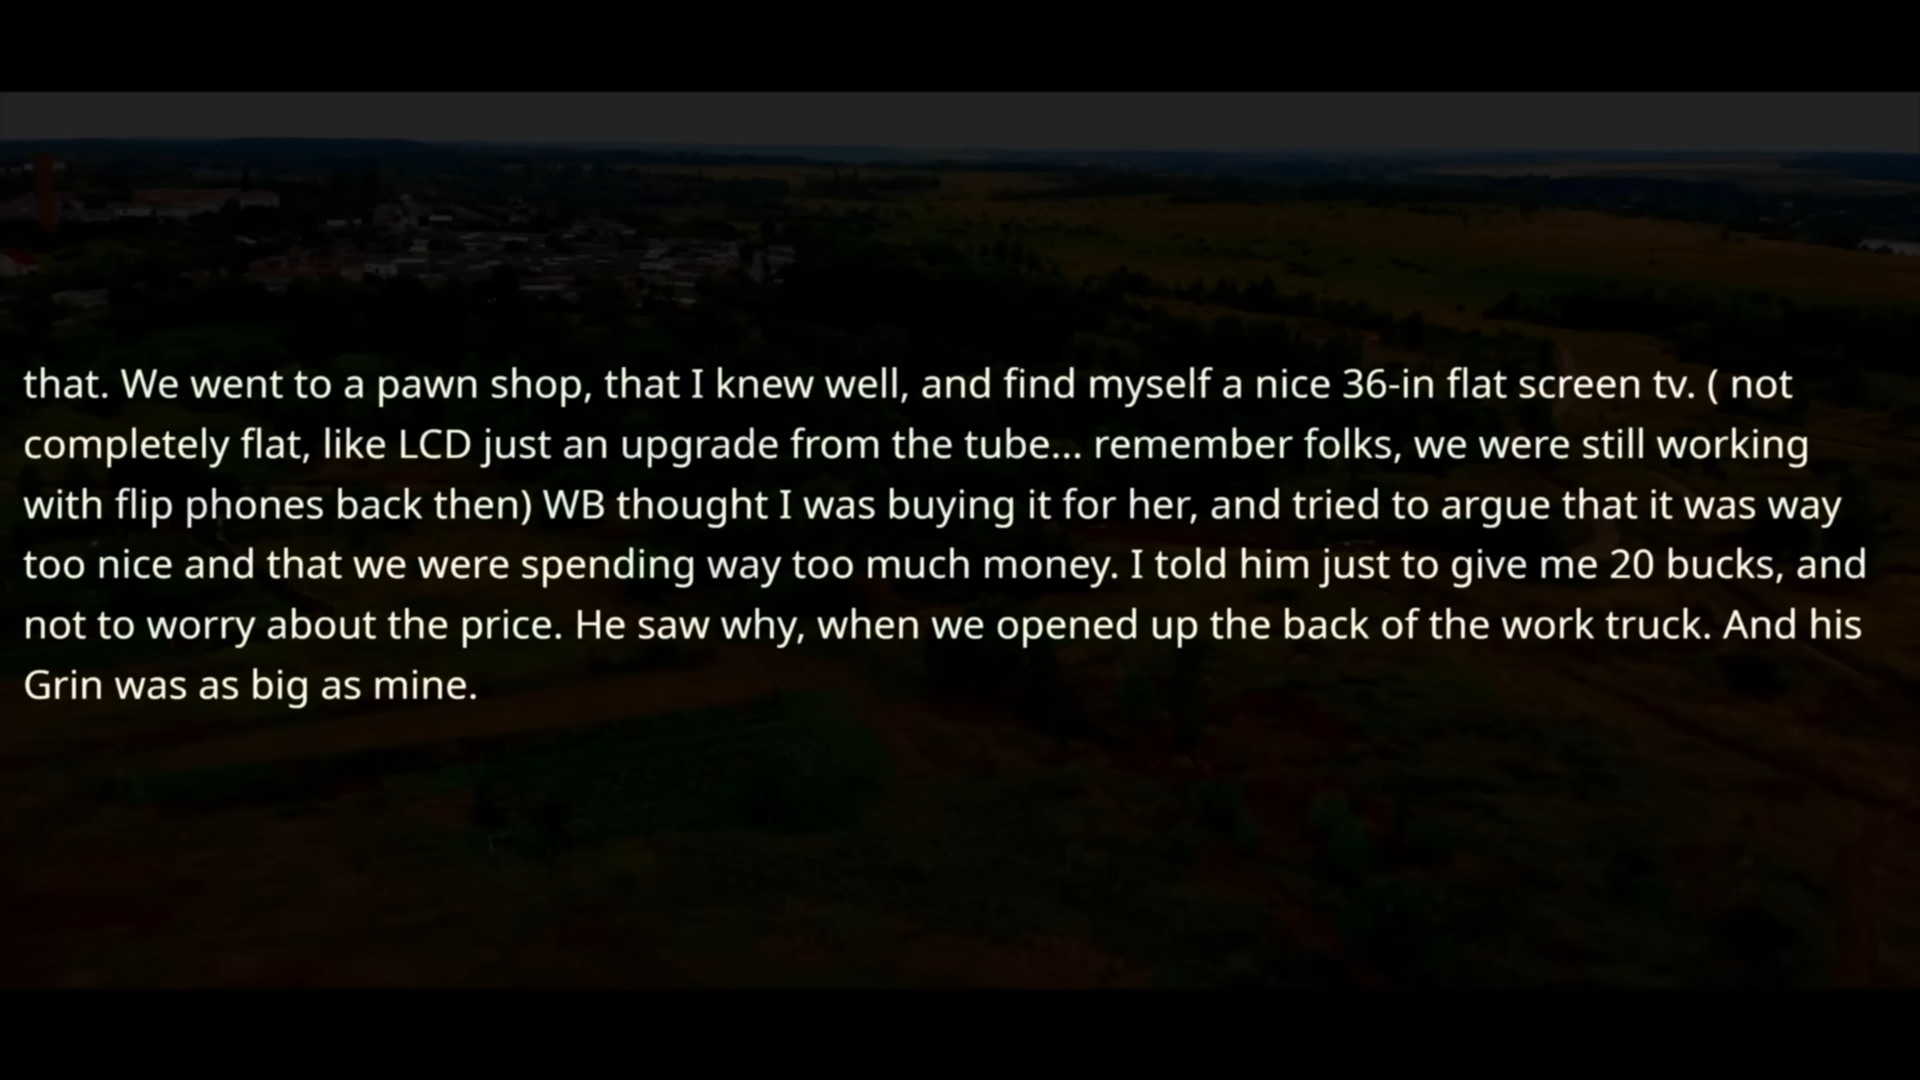 that. We went to a pawn shop, that I knew well, and find myself a nice 36-in flat screen tv. ( not
completely flat, like LCD just an upgrade from the tube... remember folks, we were still working
with flip phones back then) WB thought I was buying it for her, and tried to argue that it was way
too nice and that we were spending way too much money. I told him just to give me 20 bucks, and
not to worry about the price. He saw why, when we opened up the back of the work truck. And his
Grin was as big as mine.